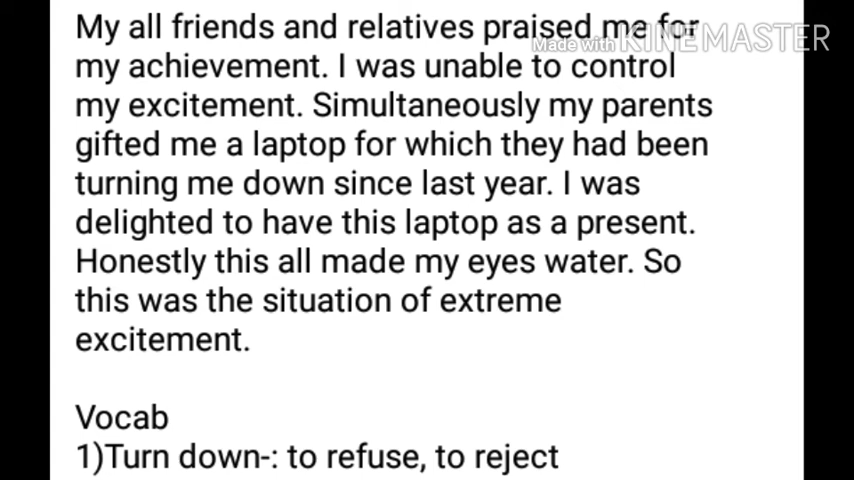 My all friends and relatives praised me for
Made with KINEMASTER
my achievement. I was unable to control
my excitement. Simultaneously my parents
gifted me a laptop for which they had been
turning me down since last year. I was
delighted to have this laptop as a present.
Honestly this all made my eyes water. So
this was the situation of extreme
excitement.
Vocab
1)Turn down-: to refuse, to reject